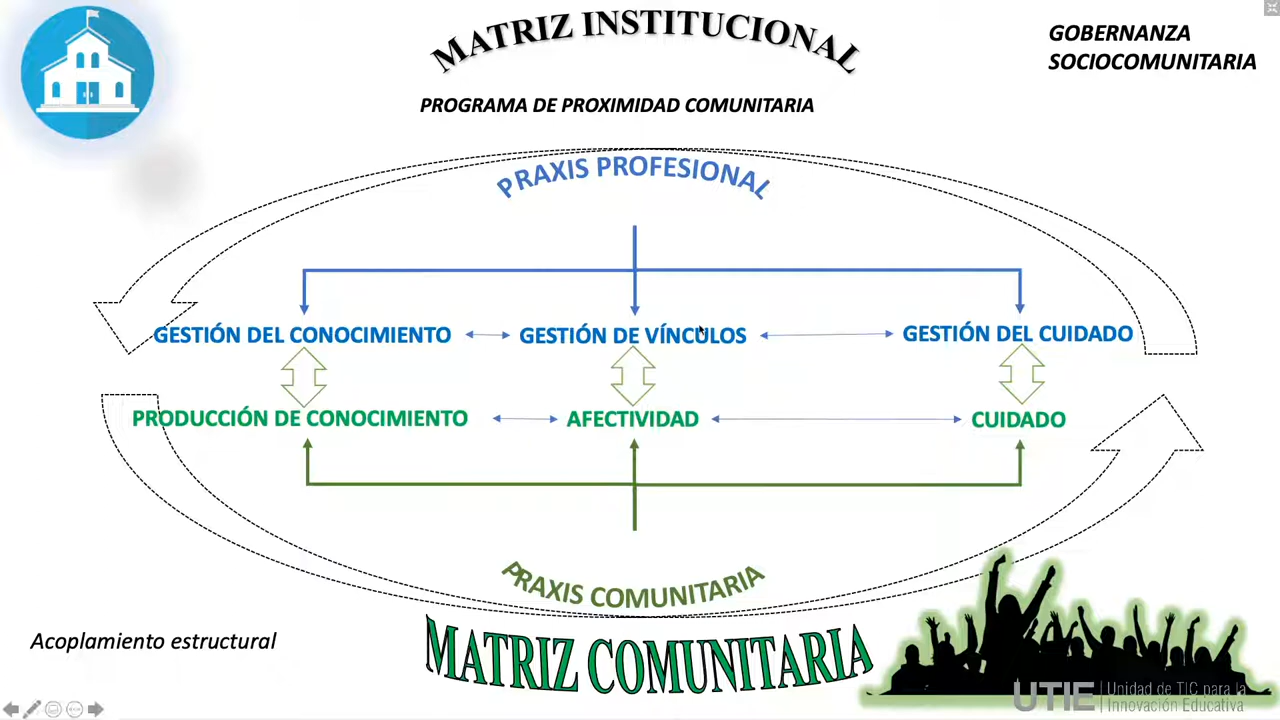 MATRIZ INSTITUCIONAL
GOBERNANZA
SOCIOCOMUNITARIA
PROGRAMA DE PROXIMIDAD COMUNITARIA
PRAXIS PROFESIONAL
GESTIÓN DEL CONOCIMIENTO
GESTIÓN DE VÍNCULOS
GESTIÓN DEL CUIDADO
PRODUCCIÓN DE CONOCIMIENTO
AFECTIVIDAD
CUIDADO
PRAXIS COMUNITARIA
MATRIZ COMUNITARIA
Acoplamiento estructural
UTIE
Unidad de TIC para la
Innovación Educativa